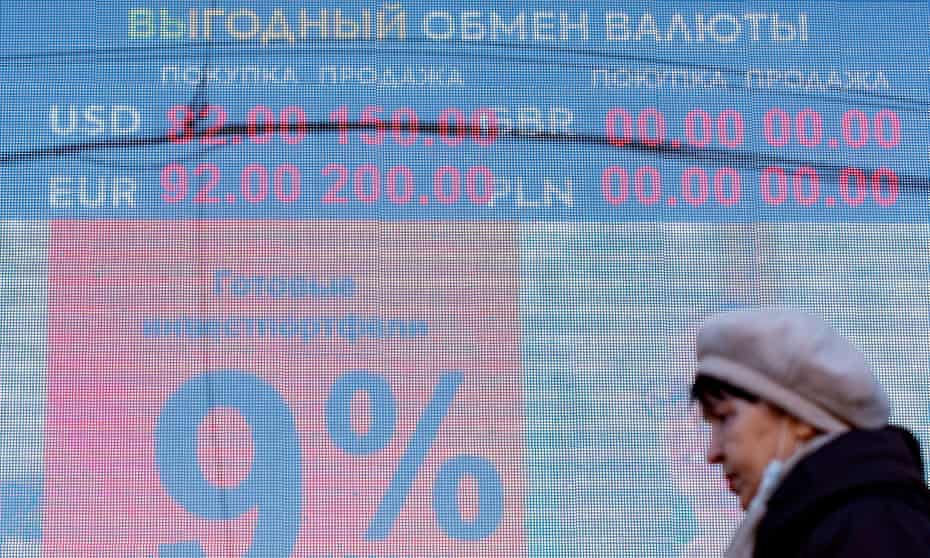 ВЫГОДНЫЙ ОБМЕН ВАЛЮТЫ
ПОКУПКА ПРОДАЖА ПОКУПКА ПРОДАЖА
USD 92.00 150.00 GBR 00.00 00.00
EUR 92.00 200.00 PLN 00.00 00.00
Готовые
инвестпортфели
9%